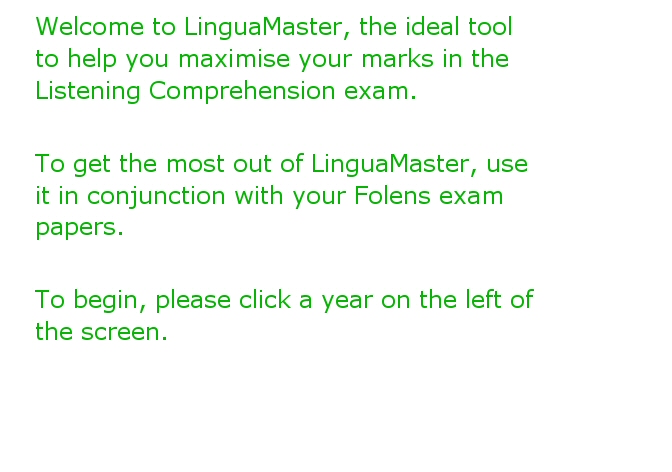 Welcome to LinguaMaster, the ideal tool
to help you maximise your marks in the
Listening Comprehension exam.
To get the most out of LinguaMaster, use
it in conjunction with your Folens exam
papers.
To begin, please click a year on the left of
the screen.